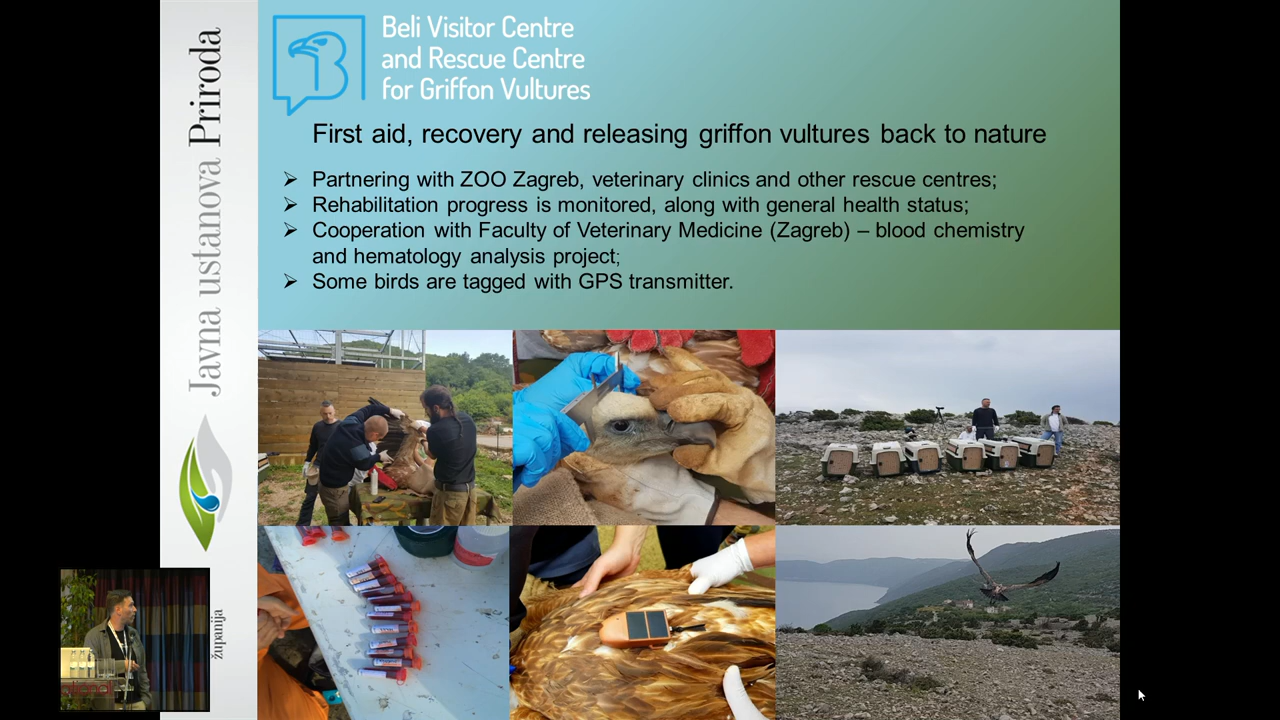 Beli Visitor Centre
and Rescue Centre
for Griffon Vultures
First aid, recovery and releasing griffon vultures back to nature
➢ Partnering with ZOO Zagreb, veterinary clinics and other rescue centres;
➢ Rehabilitation progress is monitored, along with general health status;
➢ Cooperation with Faculty of Veterinary Medicine (Zagreb) – blood chemistry
and hematology analysis project;
➢ Some birds are tagged with GPS transmitter.
Javna ustanova Priroda
županija